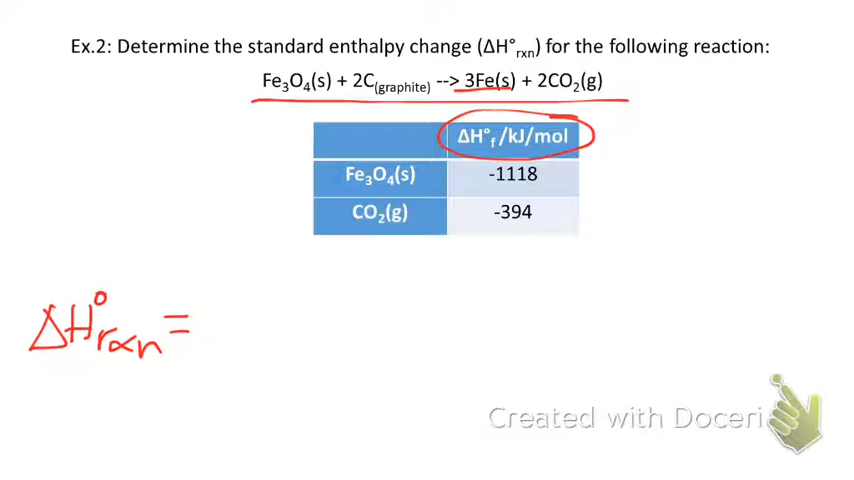 Ex.2: Determine the standard enthalpy change (ΔH°rxn) for the following reaction:
Fe₃O₄(s) + 2C(graphite) --> 3Fe(s) + 2CO₂(g)
ΔH°f /kJ/mol
Fe₃O₄(s) -1118
CO₂(g) -394
ΔH°rxn =
Created with Doceri